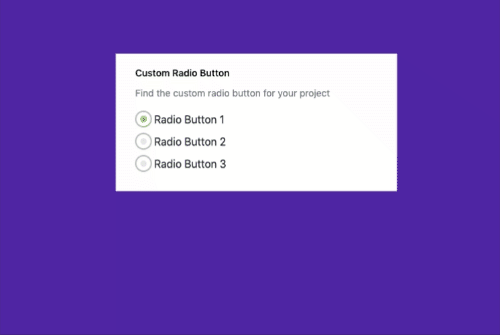 Custom Radio Button
Find the custom radio button for your project
Radio Button 1
Radio Button 2
Radio Button 3